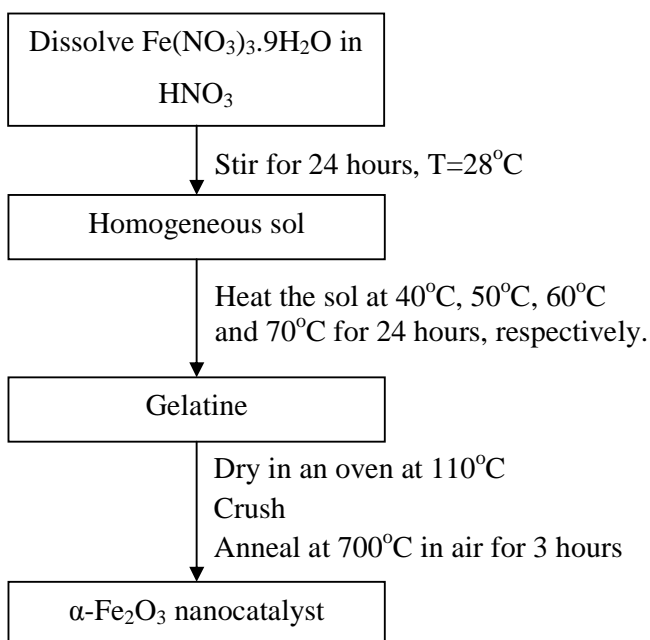 Dissolve Fe(NO₃)₃.9H₂O in
HNO₃
Stir for 24 hours, T=28°C
Homogeneous sol
Heat the sol at 40°C, 50°C, 60°C
and 70°C for 24 hours, respectively.
Gelatine
Dry in an oven at 110°C
Crush
Anneal at 700°C in air for 3 hours
α-Fe₂O₃ nanocatalyst